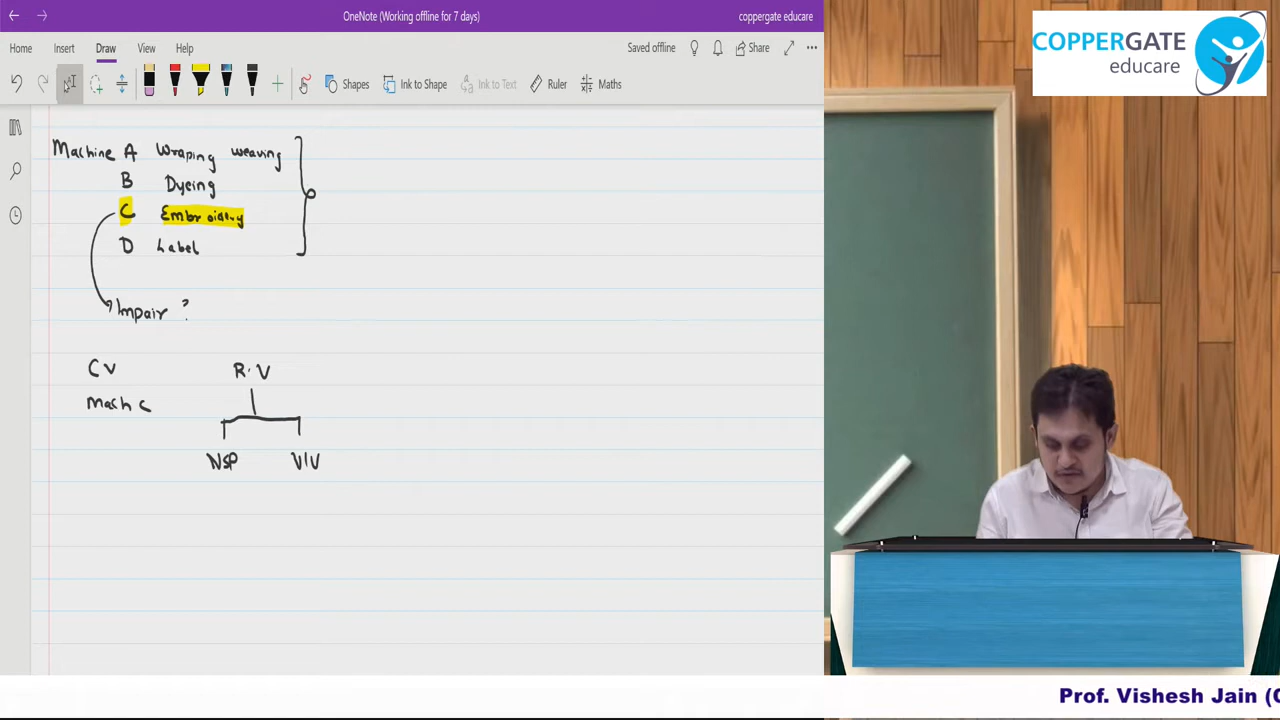 OneNote (Working offline for 7 days)
coppergate educare
Home Insert Draw View Help
Saved offline
Share
Shapes
Ink to Shape
Ink to Text
Ruler
Maths
COPPERGATE
educare
Machine A Wraping weaving
B Dyeing
C Embroidary
D Label
Impair ?
CV R.V
Mach C
NSP VIV
Prof. Vishesh Jain (C